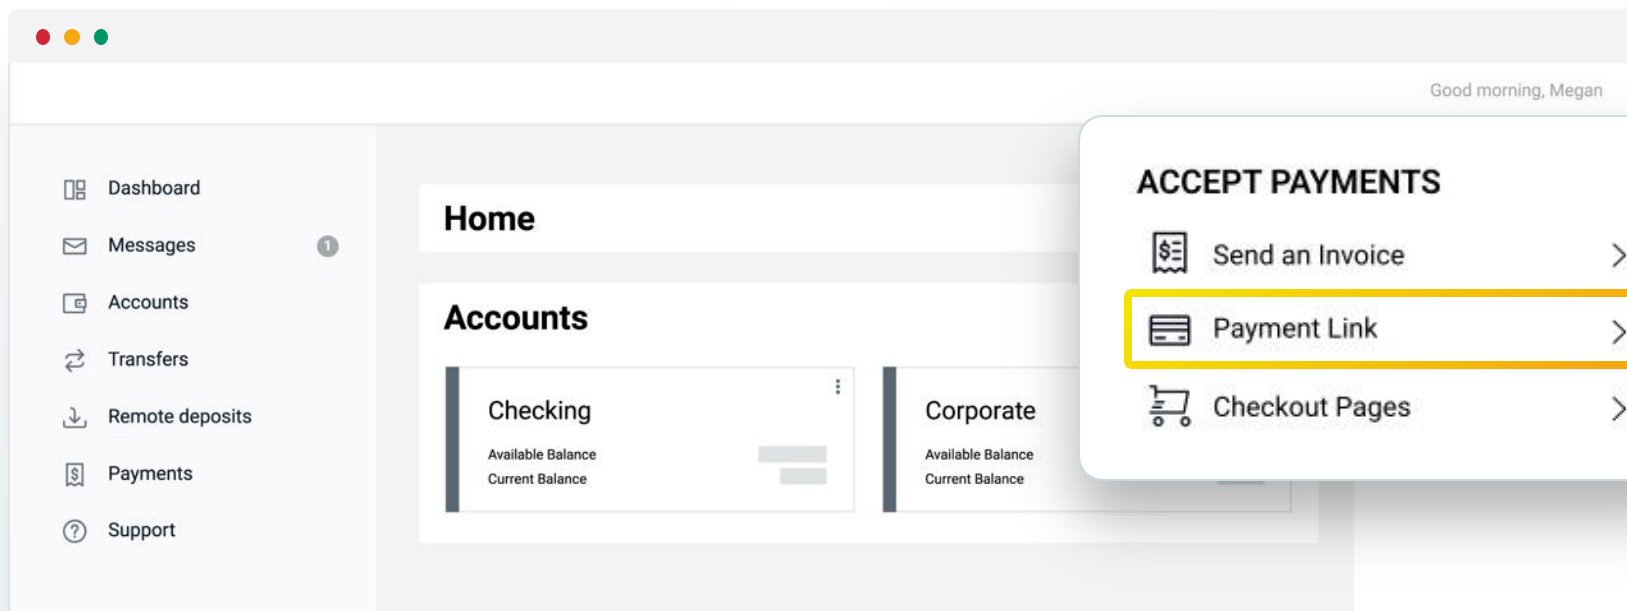 Good morning, Megan
Dashboard
Messages 1
Accounts
Transfers
Remote deposits
Payments
Support
Home
Accounts
Checking
Available Balance
Current Balance
Corporate
Available Balance
Current Balance
ACCEPT PAYMENTS
Send an Invoice
Payment Link
Checkout Pages